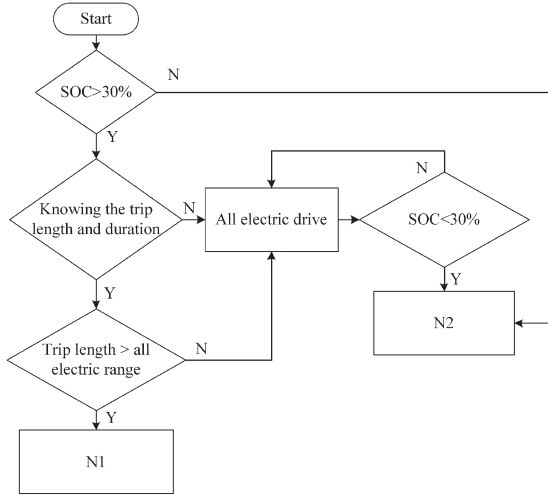 Start
SOC>30%
N
Y
Knowing the trip
length and duration
N
All electric drive
N
SOC<30%
Y
Y
N2
Trip length > all
electric range
N
Y
N1